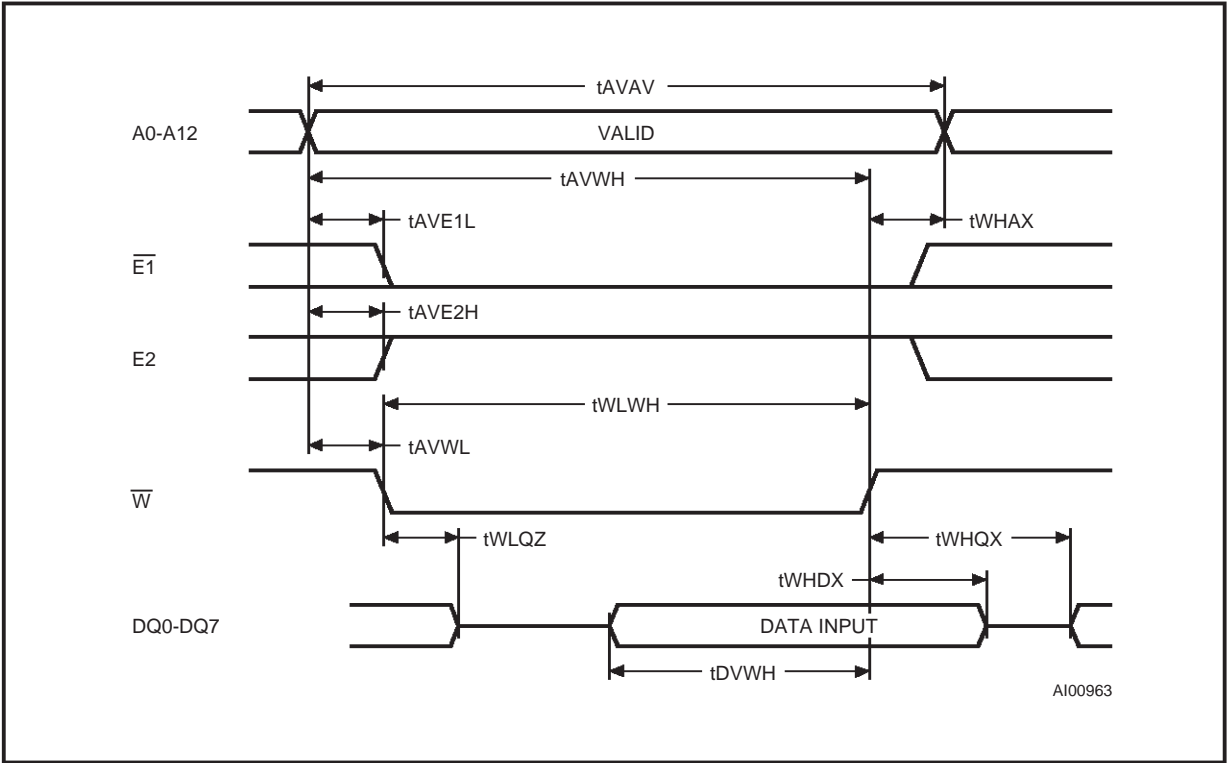 tAVAV
A0-A12
VALID
tAVWH
tAVE1L
tWHAX
E1
tAVE2H
E2
tWLWH
tAVWL
W
tWLQZ
tWHQX
tWHDX
DQ0-DQ7
DATA INPUT
tDVWH
AI00963